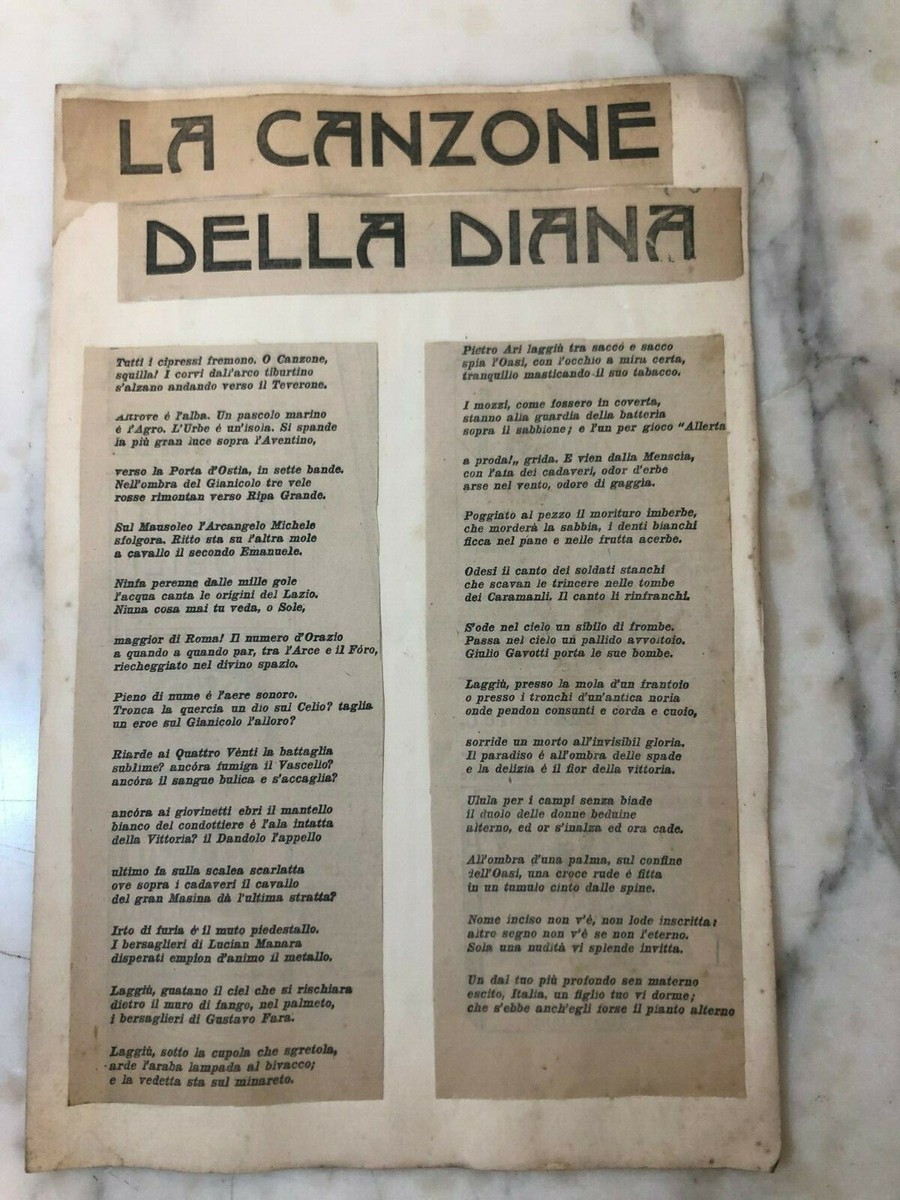 LA CANZONE
DELLA DIANA
Tutti i cipressi fremono. O Canzone,
squilla! I corvi dall'arco tiburtino
s'alzano andando verso il Teverone.
Altrove é l'alba. Un pascolo marino
é l'Agro. L'Urbe é un'isola. Si spande
la più gran luce sopra l'Aventino,
verso la Porta d'Ostia, in sette bande.
Nell'ombra del Gianicolo tre vele
rosse rimontan verso Ripa Grande.
Sul Mausoleo l'Arcangelo Michele
sfolgora. Ritto sta su l'altra mole
a cavallo il secondo Emanuele.
Ninfa perenne dalle mille gole
l'acqua canta le origini del Lazio.
Niuna cosa mai tu veda, o Sole,
maggior di Roma! Il numero d'Orazio
a quando a quando par, tra l'Arce e il Fóro,
riecheggiato nel divino spazio.
Pieno di nume é l'aere sonoro.
Tronca la quercia un dio sul Celio? taglia
un eroe sul Gianicolo l'alloro?
Riarde ai Quattro Vènti la battaglia
sublime? ancóra fumiga il Vascello?
ancóra il sangue bulica e s'accaglia?
ancóra ai giovinetti ebri il mantello
bianco del condottiere é l'ala intatta
della Vittoria? il Dandolo l'appello
ultimo fa sulla scalea scarlatta
ove sopra i cadaveri il cavallo
del gran Masina dà l'ultima stratta?
Irto di furia é il muto piedestallo.
I bersaglieri di Lucian Manara
disperati empion d'animo il metallo.
Laggiù, guatano il ciel che si rischiara
dietro il muro di fango, nel palmeto,
i bersaglieri di Gustavo Fara.
Laggiù, sotto la cupola che sgretola,
arde l'araba lampada al bivacco;
e la vedetta sta sul minareto.
Pietro Ari laggiù tra sacco e sacco
spia l'Oasi, con l'occhio a mira certa,
tranquillo masticando il suo tabacco.
I mozzi, come fossero in coverta,
stanno alla guardia della batteria
sopra il sabbione; e l'un per gioco "Allerta
a proda!„ grida. E vien dalla Menscia,
con l'afa dei cadaveri, odor d'erbe
arse nel vento, odore di gaggia.
Poggiato al pezzo il morituro imberbe,
che morderà la sabbia, i denti bianchi
ficca nel pane e nelle frutta acerbe.
Odesi il canto dei soldati stanchi
che scavan le trincere nelle tombe
dei Caramanli. Il canto li rinfranchi.
S'ode nel cielo un sibilo di frombe.
Passa nel cielo un pallido avvoltoio.
Giulio Gavotti porta le sue bombe.
Laggiù, presso la mola d'un frantoio
o presso i tronchi d'un'antica noria
onde pendon consunti e corda e cuoio,
sorride un morto all'invisibil gloria.
Il paradiso é all'ombra delle spade
e la delizia é il fior della vittoria.
Ulula per i campi senza biade
il duolo delle donne beduine
alterno, ed or s'inalza ed ora cade.
All'ombra d'una palma, sul confine
dell'Oasi, una croce rude é fitta
in un tumulo cinto dalle spine.
Nome inciso non v'é, non lode inscritta:
altro segno non v'é se non l'eterno.
Sola una nudità vi splende invitta.
Un dal tuo più profondo sen materno
escito, Italia, un figlio tuo vi dorme;
che s'ebbe anch'egli forse il pianto alterno